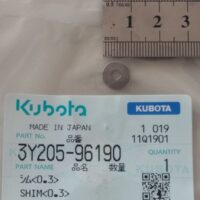 1 2 3
Kubota
KUBOTA
MADE IN JAPAN 1 019
PART NO. 品番 11Q1901
3Y205-96190
PART NAME 品名 数量 1
シム<0.3>
SHIM<0.3>